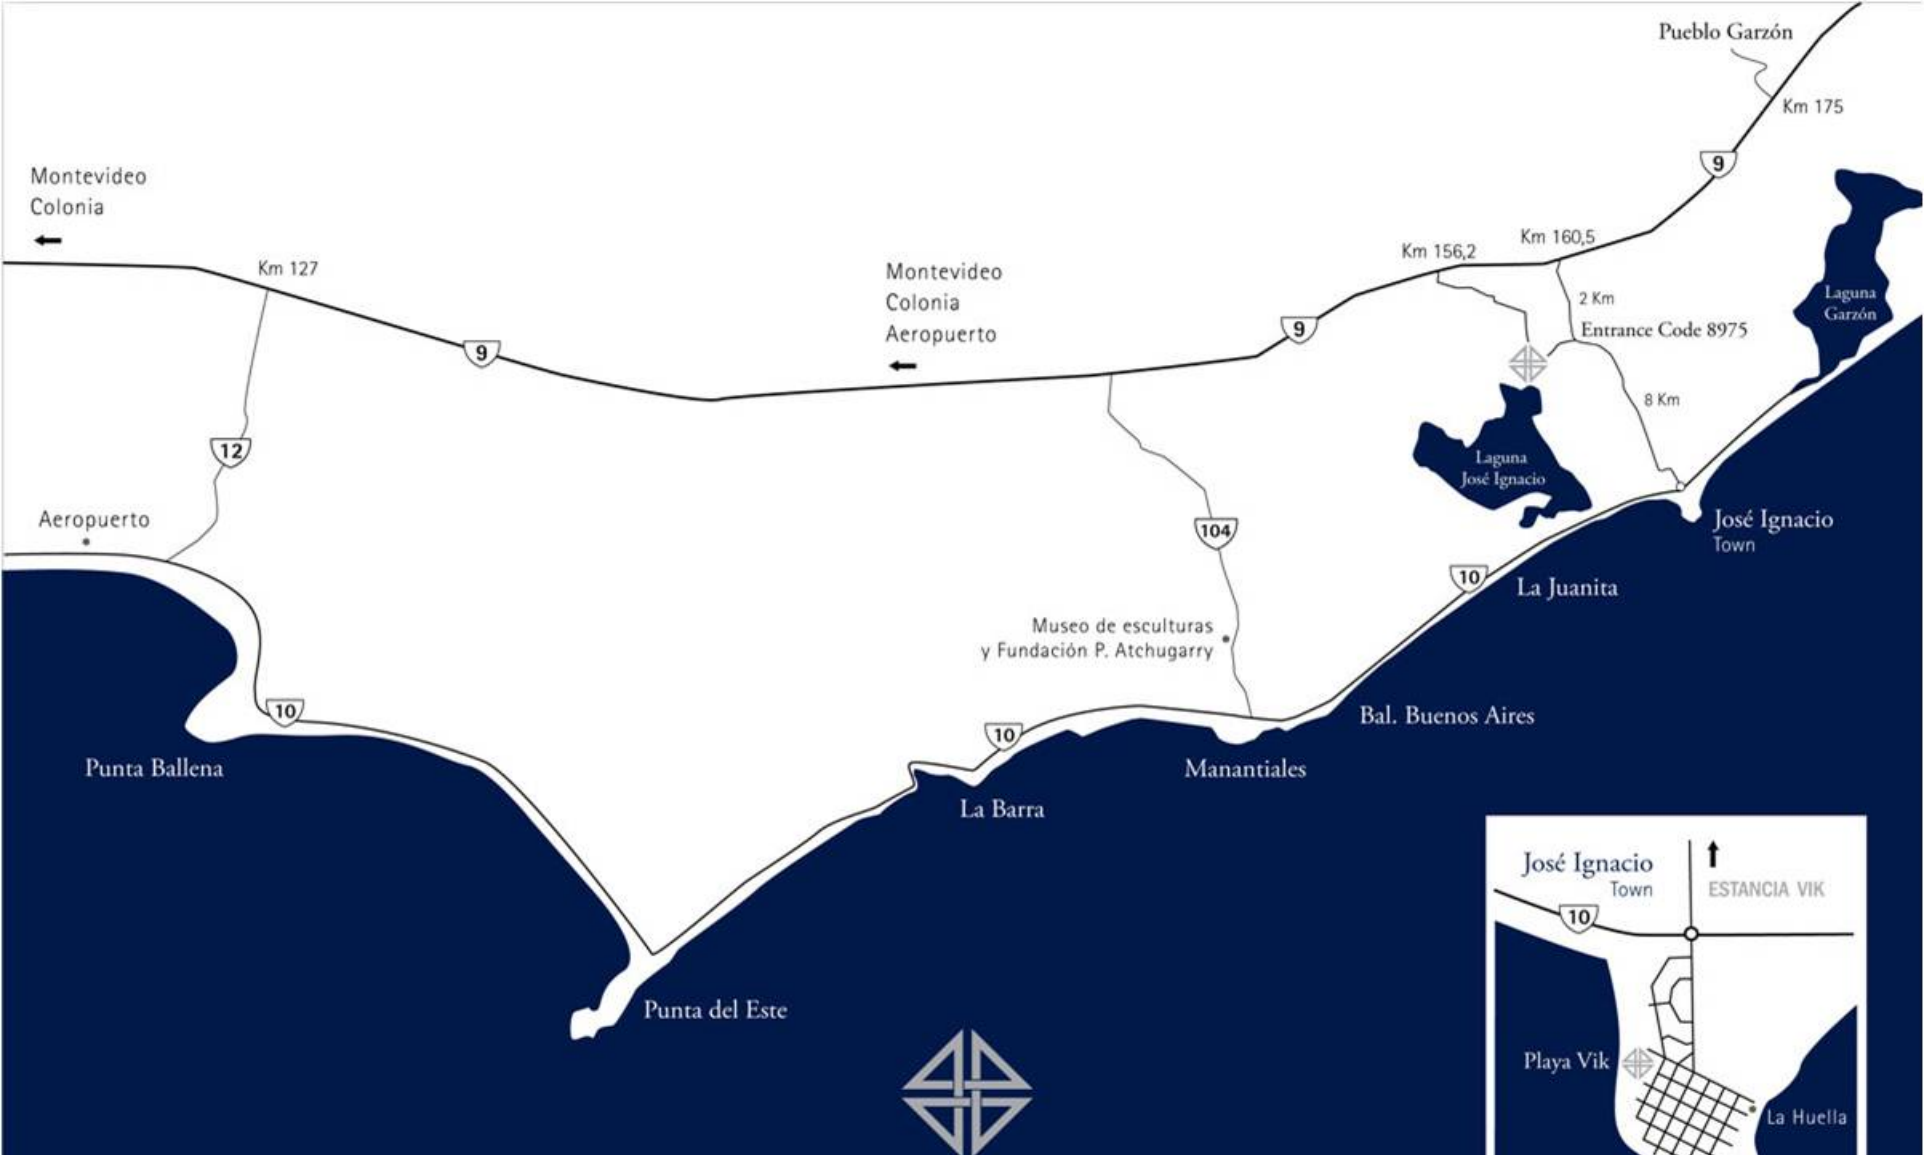 Pueblo Garzón
Km 175
9
Montevideo
Colonia
Km 127
Montevideo
Colonia
Aeropuerto
Km 156,2
Km 160,5
2 Km
Entrance Code 8975
Laguna
Garzón
9
9
8 Km
12
Laguna
José Ignacio
Aeropuerto
104
José Ignacio
Town
10
La Juanita
Museo de esculturas
y Fundación P. Atchugarry
10
10
Bal. Buenos Aires
Punta Ballena
Manantiales
La Barra
Punta del Este
José Ignacio
Town
ESTANCIA VIK
10
Playa Vik
La Huella